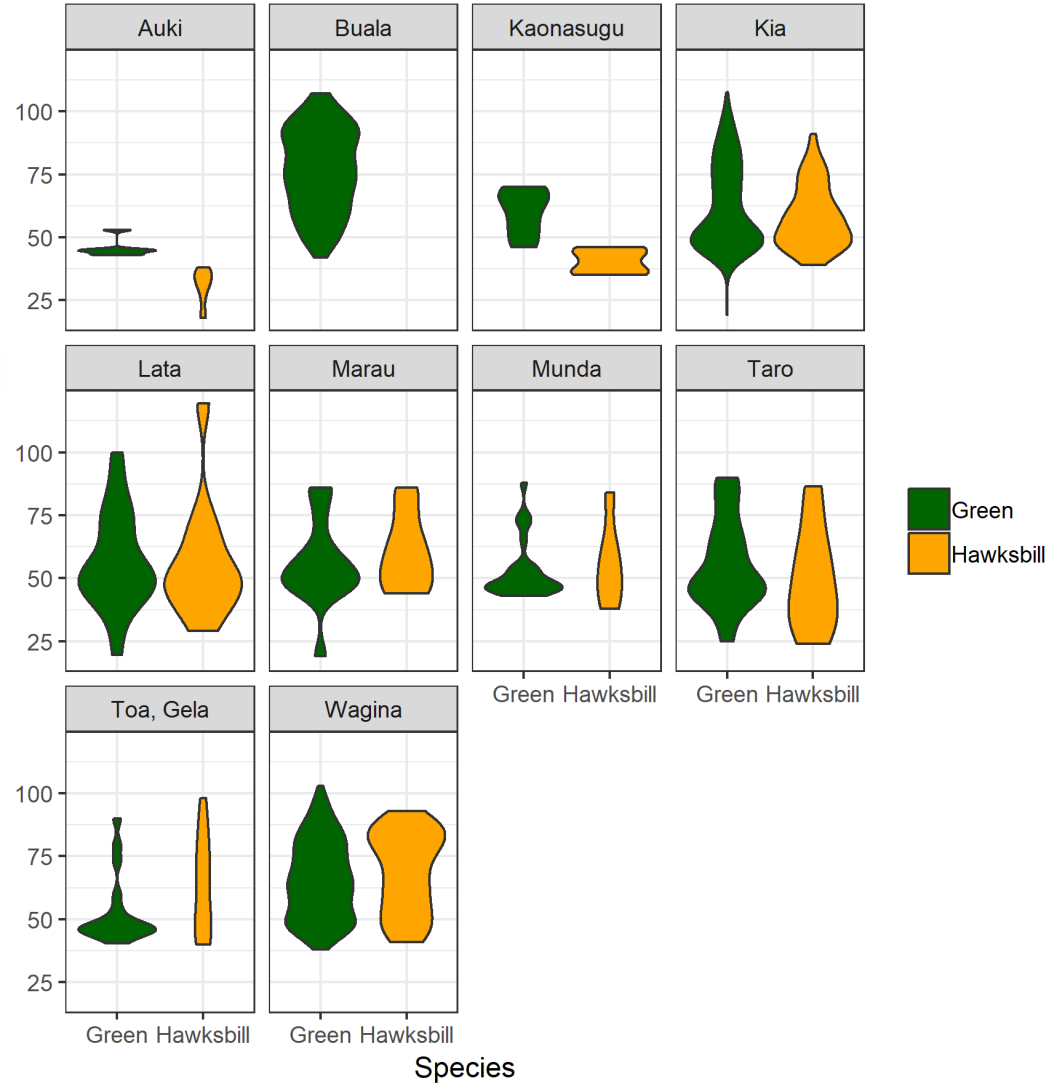 Auki Buala Kaonasugu Kia
100
75
50
25
Lata Marau Munda Taro
100
75
50
25
Green Hawksbill Green Hawksbill
Toa, Gela Wagina
100
75
50
25
Green Hawksbill Green Hawksbill
Species
Green
Hawksbill